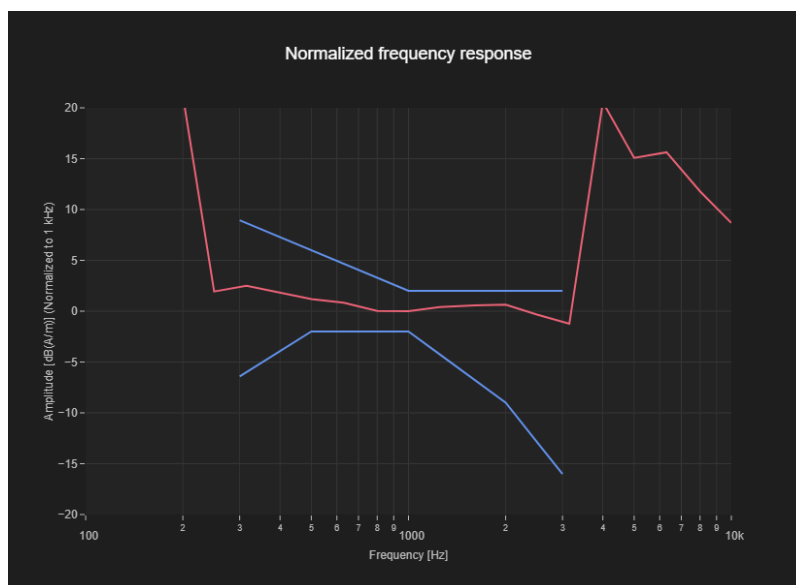 Normalized frequency response
20
15
10
5
0
−5
−10
−15
−20
Amplitude [dB(A/m)] (Normalized to 1 kHz)
100 2 3 4 5 6 7 8 9 1000 2 3 4 5 6 7 8 9 10k
Frequency [Hz]